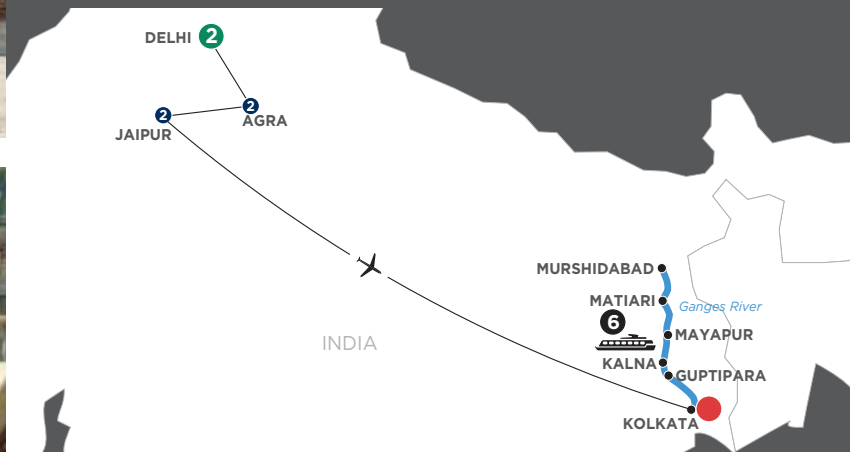 DELHI 2
2
AGRA
2
JAIPUR
MURSHIDABAD
MATIARI
Ganges River
6
MAYAPUR
INDIA
KALNA
GUPTIPARA
KOLKATA